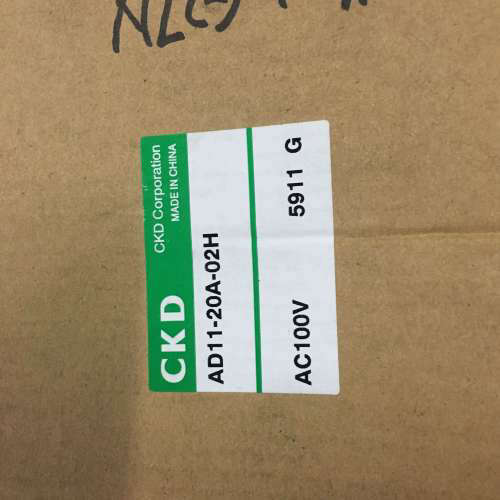 CKD
CKD Corporation
MADE IN CHINA
AD11-20A-02H
AC100V
5911 G